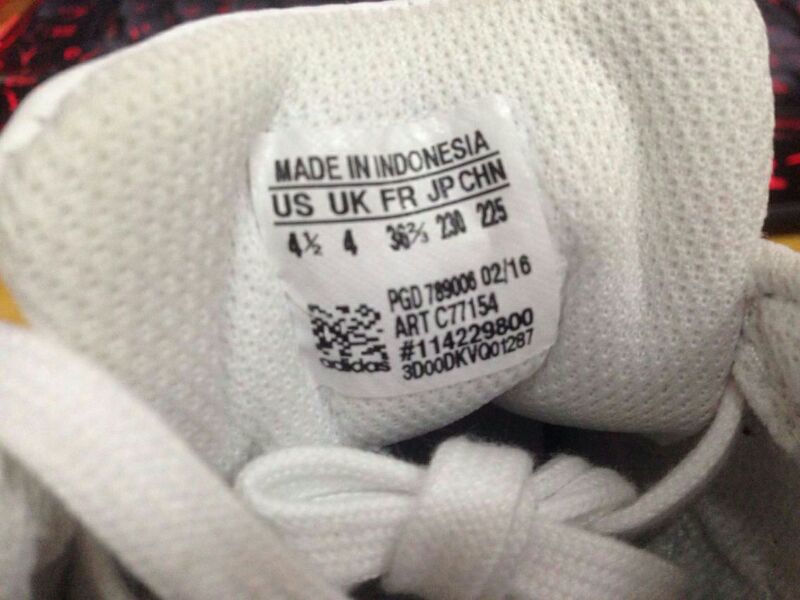 MADE IN INDONESIA
US UK FR JP CHN
4½ 4 36⅔ 230 225
PGD 789006 02/16
ART C77154
#114229800
3D00DKVQ01287
adidas